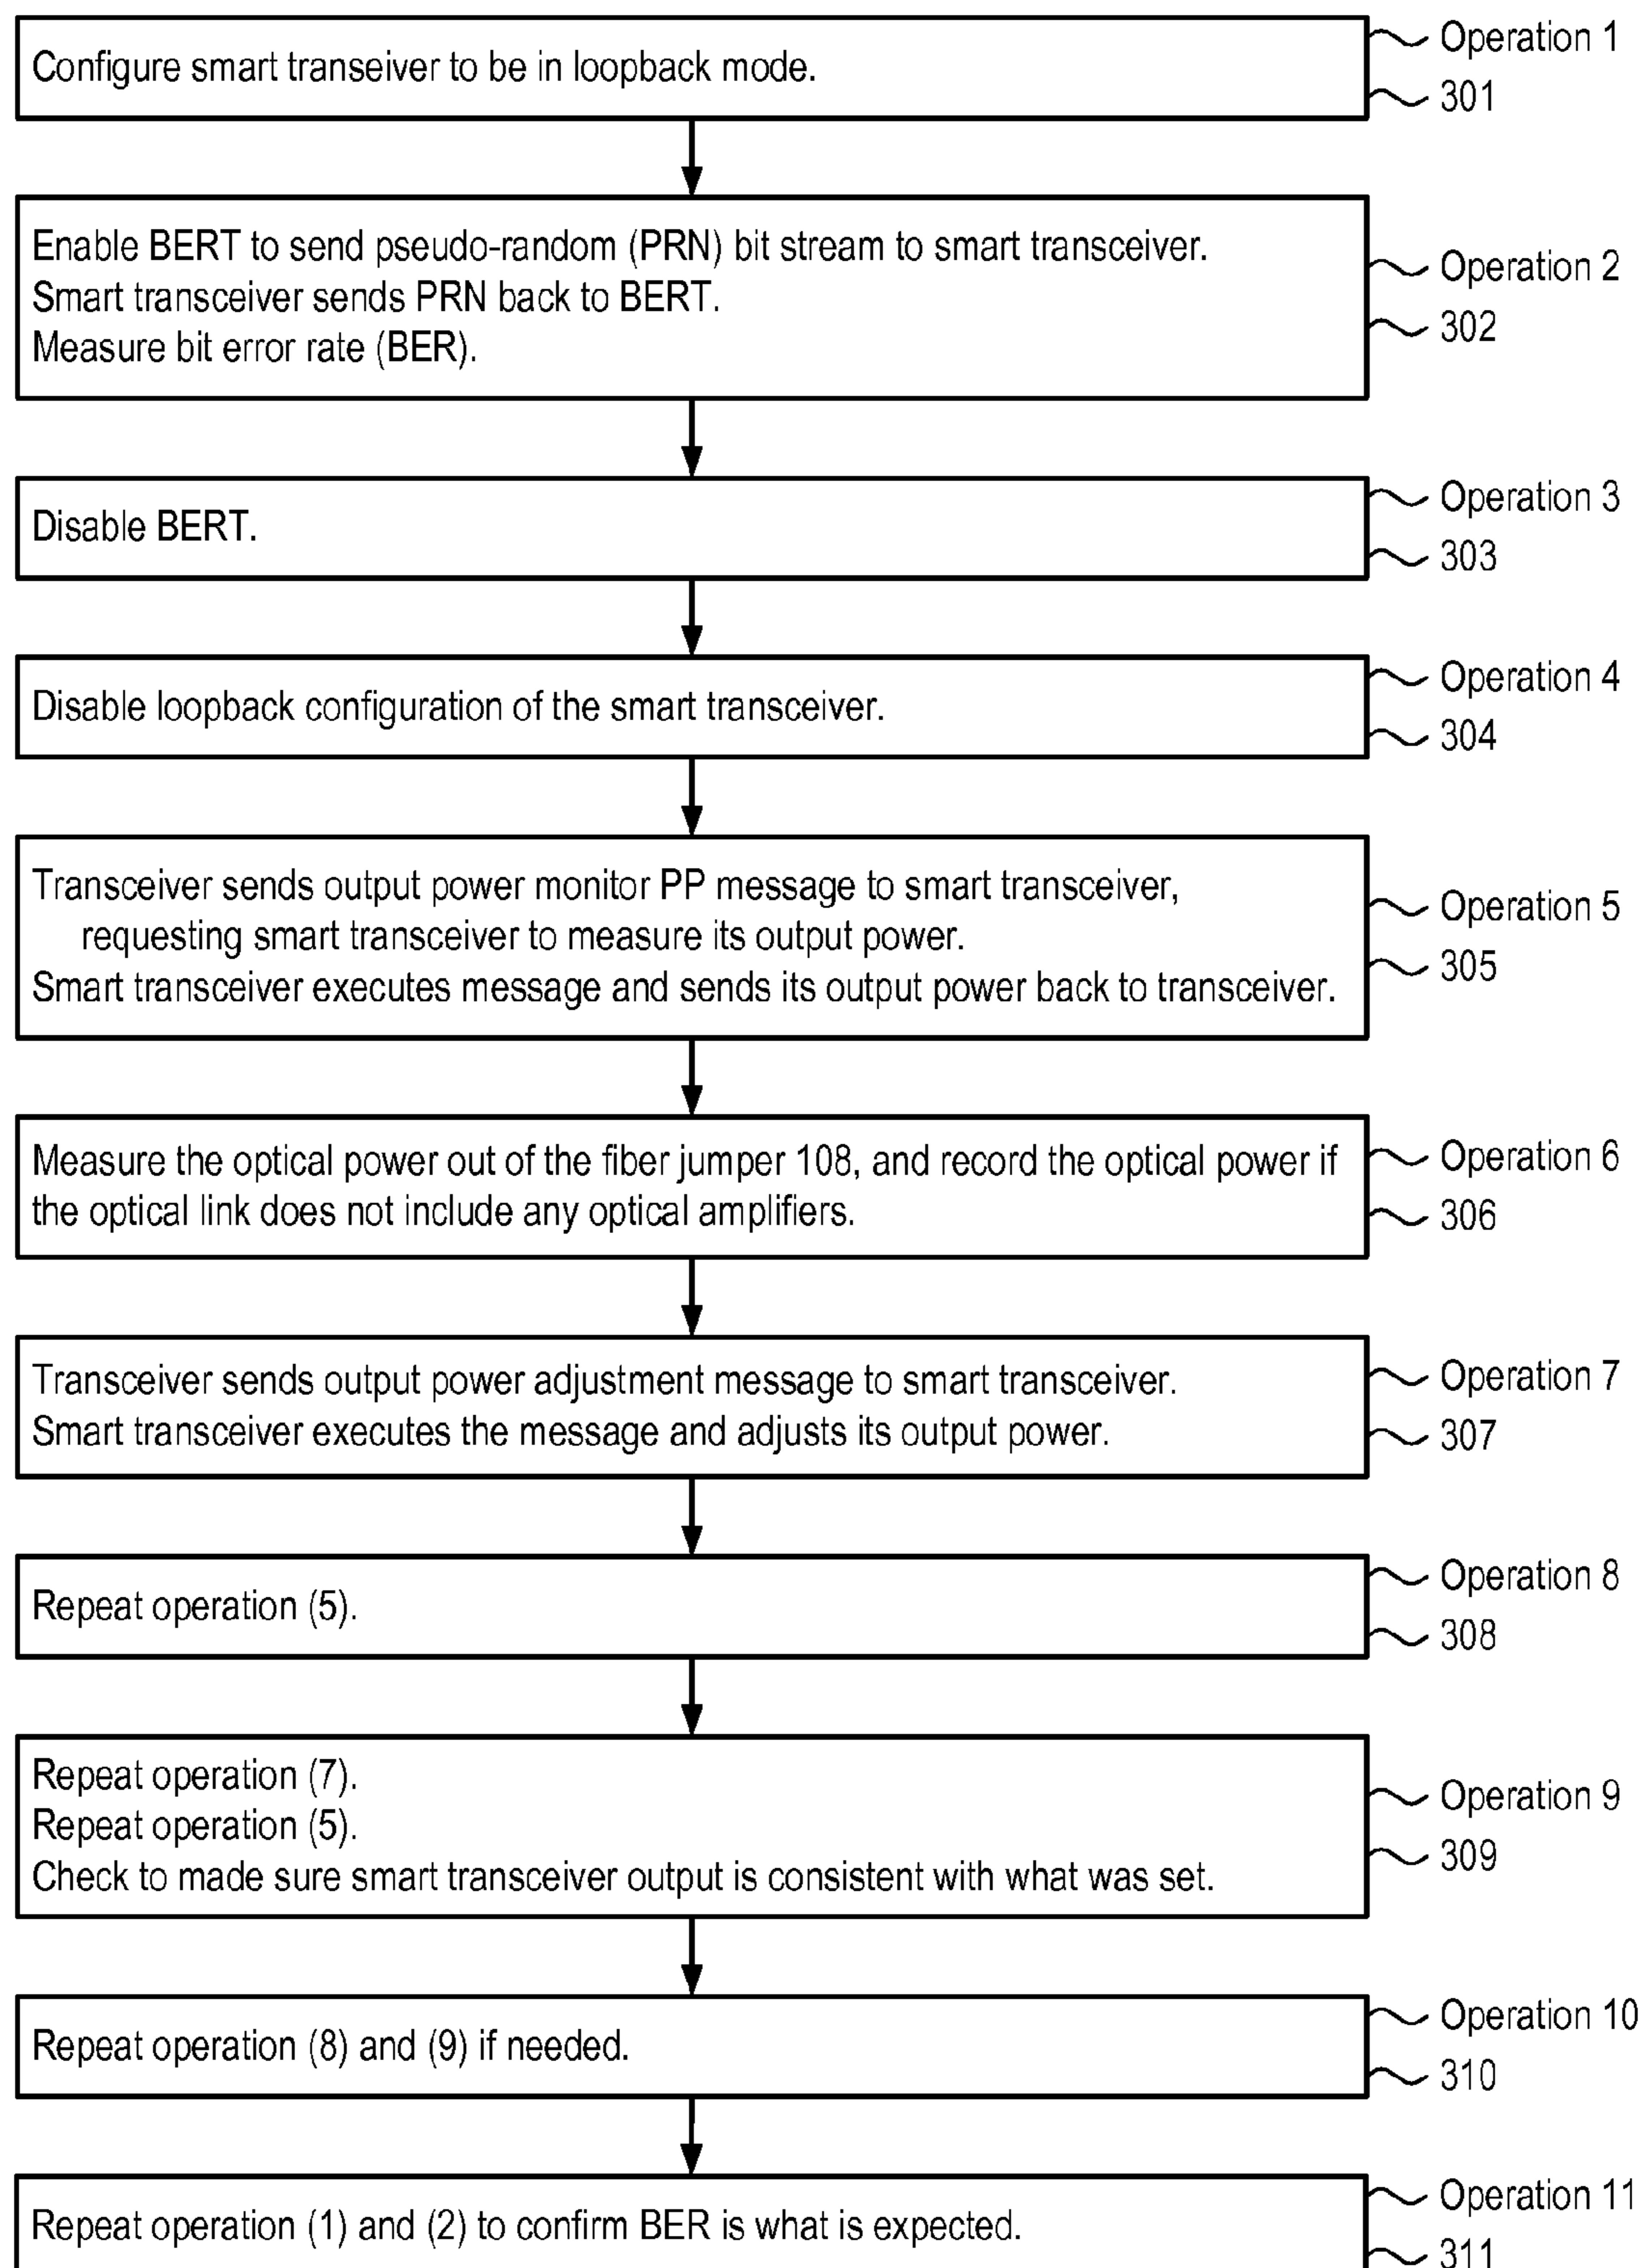 Configure smart transeiver to be in loopback mode.
Operation 1
301
Enable BERT to send pseudo-random (PRN) bit stream to smart transceiver.
Smart transceiver sends PRN back to BERT.
Measure bit error rate (BER).
Operation 2
302
Disable BERT.
Operation 3
303
Disable loopback configuration of the smart transceiver.
Operation 4
304
Transceiver sends output power monitor PP message to smart transceiver,
requesting smart transceiver to measure its output power.
Smart transceiver executes message and sends its output power back to transceiver.
Operation 5
305
Measure the optical power out of the fiber jumper 108, and record the optical power if
the optical link does not include any optical amplifiers.
Operation 6
306
Transceiver sends output power adjustment message to smart transceiver.
Smart transceiver executes the message and adjusts its output power.
Operation 7
307
Repeat operation (5).
Operation 8
308
Repeat operation (7).
Repeat operation (5).
Check to made sure smart transceiver output is consistent with what was set.
Operation 9
309
Repeat operation (8) and (9) if needed.
Operation 10
310
Repeat operation (1) and (2) to confirm BER is what is expected.
Operation 11
311